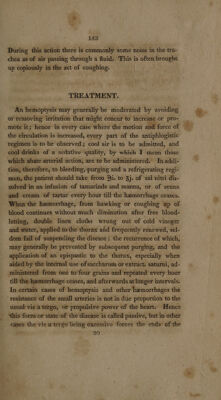 153
During this action there is commonly some noise in the tra-
chea as of air passing through a fluid. This is often brought
up copiously in the act of coughing.
TREATMENT.
An hemoptysis may generally be moderated by avoiding
or removing irritation that might concur to increase or pro-
mote it; hence in every case where the motion and force of
the circulation is increased, every part of the antiphlogistic
regimen is to be observed; cool air is to be admitted, and
cool drinks of a sedative quality, by which I mean those
which abate arterial action, are to be administered. In addi-
tion, therefore, to bleeding, purging and a refrigerating regi-
men, the patient should take from ℥i. to ℥i. of sal vitri dis-
solved in an infusion of tamarinds and manna, or of senna
and cream of tartar every hour till the hæmorrhage ceases.
When the hæmorrhage, from hawking or coughing up of
blood continues without much diminution after free blood-
letting, double linen cloths wrung out of cold vinegar
and water, applied to the thorax and frequently renewed, sel-
dom fail of suspending the disease; the recurrence of which,
may generally be prevented by subsequent purging, and the
application of an epispastic to the thorax, especially when
aided by the internal use of saccharum or extract. saturni, ad-
ministered from one to four grains and repeated every hour
till the hæmorrhage ceases, and afterwards at longer intervals.
In certain cases of hemoptysis and other hæmorrhages the
resistance of the small arteries is not in due proportion to the
usual vis a tergo, or propulsive power of the heart. Hence
this form or state of the disease is called passive, but in other
cases the vis a tergo being excessive forces the ends of the
20